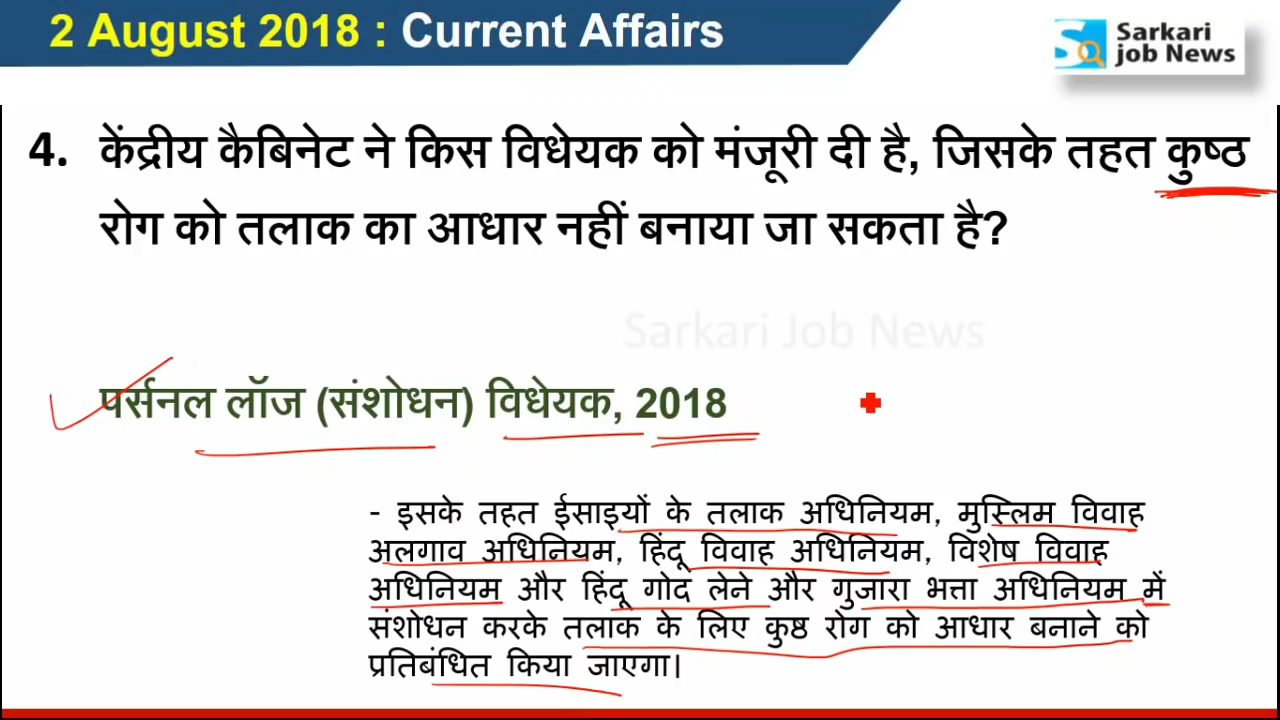 2 August 2018 : Current Affairs
Sarkari
Job News
4. केंद्रीय कैबिनेट ने किस विधेयक को मंजूरी दी है, जिसके तहत कुष्ठ
रोग को तलाक का आधार नहीं बनाया जा सकता है?
Sarkari Job News
पर्सनल लॉज (संशोधन) विधेयक, 2018
- इसके तहत ईसाइयों के तलाक अधिनियम, मुस्लिम विवाह
अलगाव अधिनियम, हिंदू विवाह अधिनियम, विशेष विवाह
अधिनियम और हिंदू गोद लेने और गुजारा भत्ता अधिनियम में
संशोधन करके तलाक के लिए कुष्ठ रोग को आधार बनाने को
प्रतिबंधित किया जाएगा।